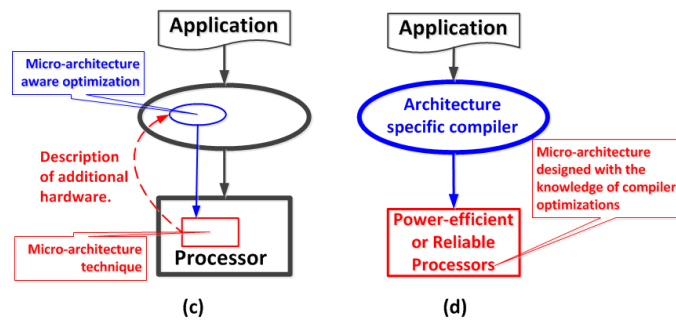 Application
Micro-architecture
aware optimization
Description
of additional
hardware.
Micro-architecture
technique
Processor
(c)
Application
Architecture
specific compiler
Micro-architecture
designed with the
knowledge of compiler
optimizations
Power-efficient
or Reliable
Processors
(d)